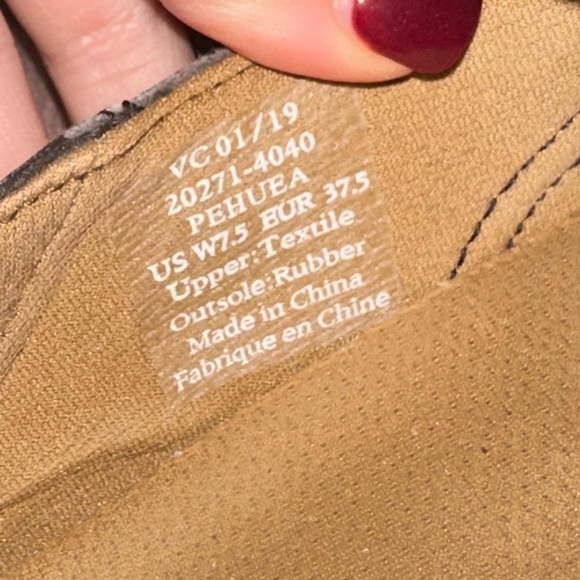 VC 01/19
20271-4040
PEHUEA
US W7.5 EUR 37.5
Upper:Textile
Outsole:Rubber
Made in China
Fabrique en Chine